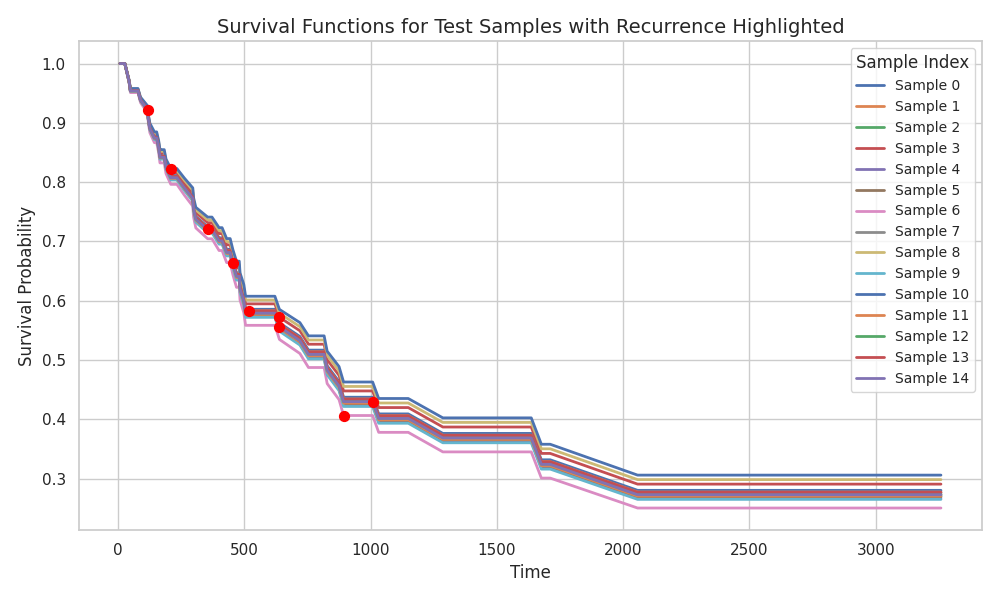 Survival Functions for Test Samples with Recurrence Highlighted
Survival Probability
1.0
0.9
0.8
0.7
0.6
0.5
0.4
0.3
Sample Index
Sample 0
Sample 1
Sample 2
Sample 3
Sample 4
Sample 5
Sample 6
Sample 7
Sample 8
Sample 9
Sample 10
Sample 11
Sample 12
Sample 13
Sample 14
0 500 1000 1500 2000 2500 3000
Time